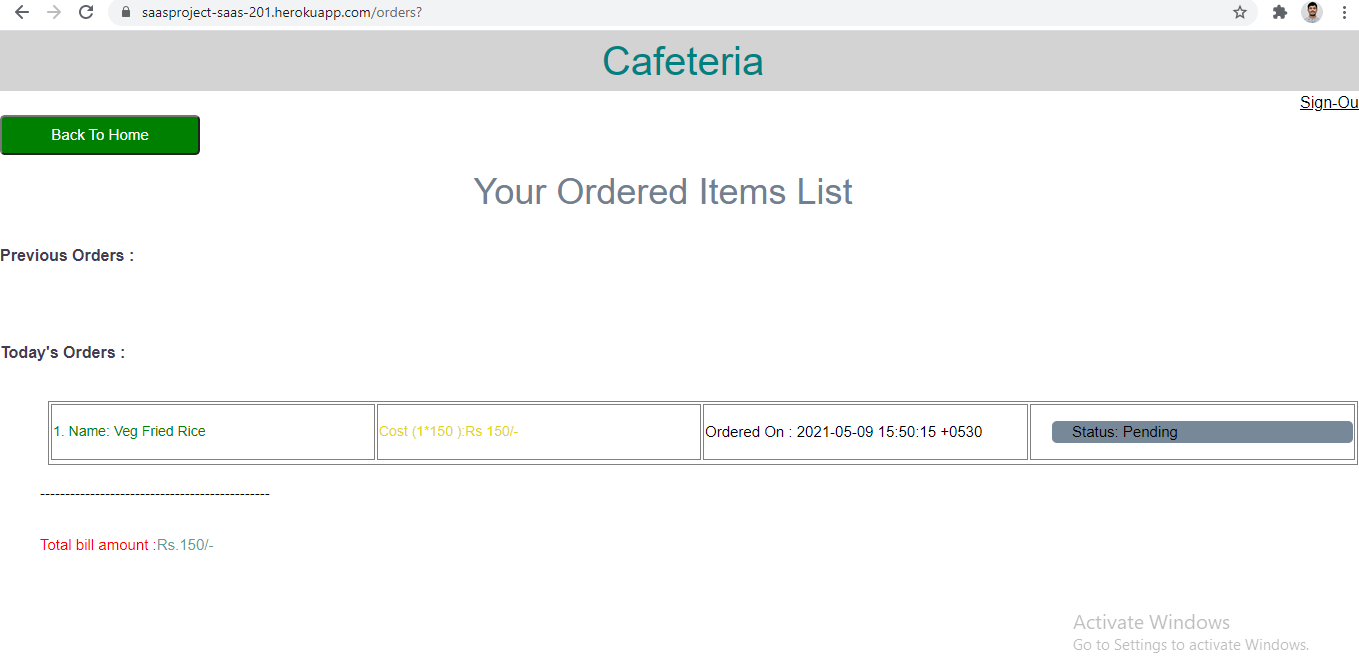 saasproject-saas-201.herokuapp.com/orders?
Cafeteria
Sign-Ou
Back To Home
Your Ordered Items List
Previous Orders :
Today's Orders :
1. Name: Veg Fried Rice Cost (1*150 ):Rs 150/- Ordered On : 2021-05-09 15:50:15 +0530 Status: Pending
----------------------------------------------
Total bill amount :Rs.150/-
Activate Windows
Go to Settings to activate Windows.